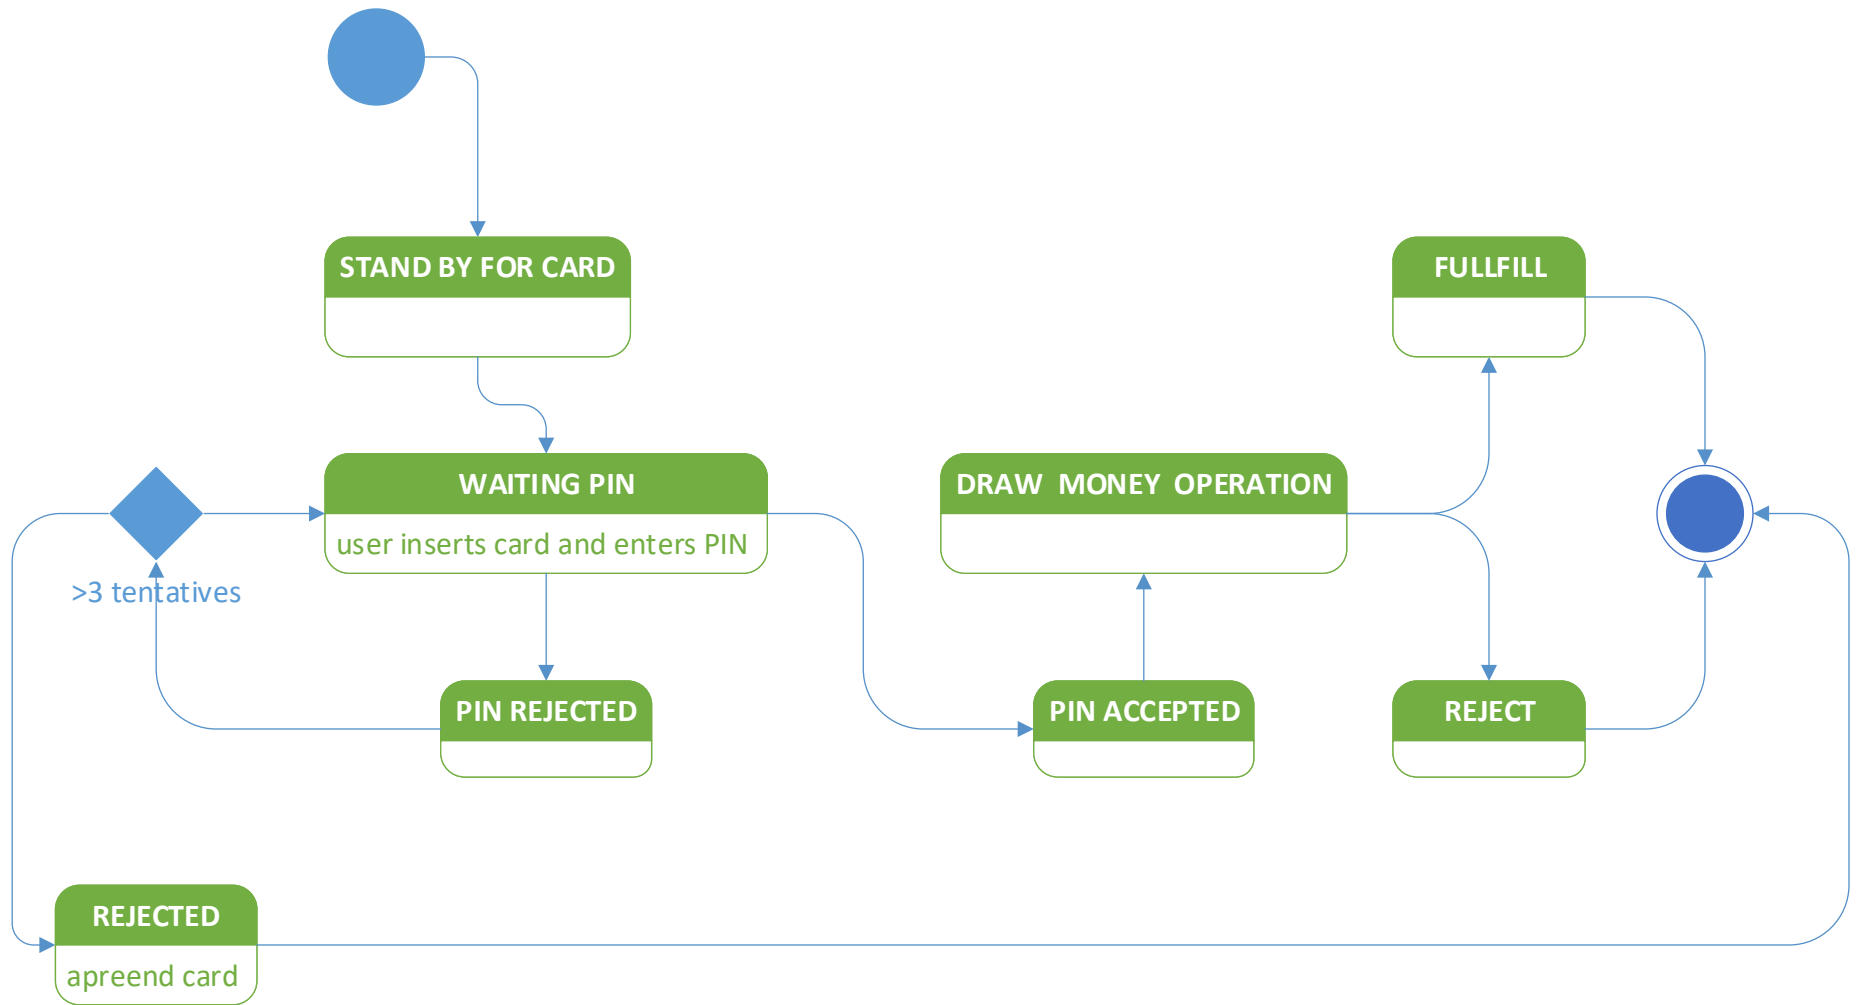 STAND BY FOR CARD
FULLFILL
WAITING PIN
user inserts card and enters PIN
DRAW MONEY OPERATION
>3 tentatives
PIN REJECTED
PIN ACCEPTED
REJECT
REJECTED
apreend card